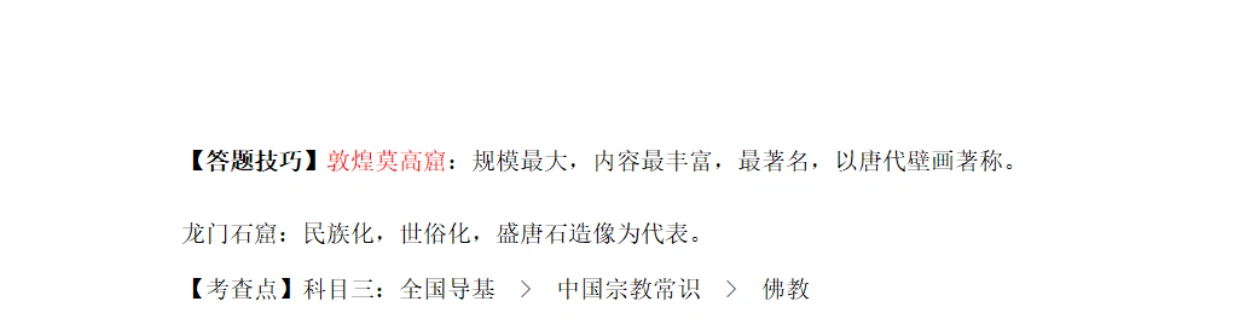 【答题技巧】敦煌莫高窟：规模最大，内容最丰富，最著名，以唐代壁画著称。
龙门石窟：民族化，世俗化，盛唐石造像为代表。
【考查点】科目三：全国导基 > 中国宗教常识 > 佛教